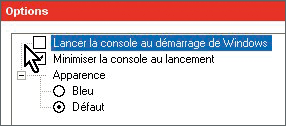 Options
Lancer la console au démarrage de Windows
Minimiser la console au lancement
Apparence
Bleu
Défaut